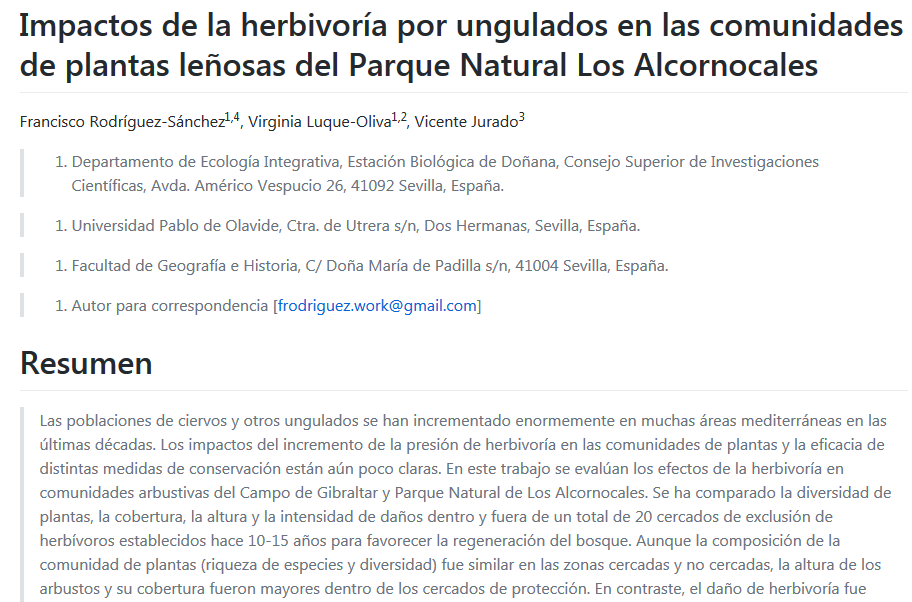 Impactos de la herbivoría por ungulados en las comunidades
de plantas leñosas del Parque Natural Los Alcornocales
Francisco Rodríguez-Sánchez1,4, Virginia Luque-Oliva1,2, Vicente Jurado3
1. Departamento de Ecología Integrativa, Estación Biológica de Doñana, Consejo Superior de Investigaciones
Científicas, Avda. Américo Vespucio 26, 41092 Sevilla, España.
1. Universidad Pablo de Olavide, Ctra. de Utrera s/n, Dos Hermanas, Sevilla, España.
1. Facultad de Geografía e Historia, C/ Doña María de Padilla s/n, 41004 Sevilla, España.
1. Autor para correspondencia [frodriguez.work@gmail.com]
Resumen
Las poblaciones de ciervos y otros ungulados se han incrementado enormemente en muchas áreas mediterráneas en las
últimas décadas. Los impactos del incremento de la presión de herbivoría en las comunidades de plantas y la eficacia de
distintas medidas de conservación están aún poco claras. En este trabajo se evalúan los efectos de la herbivoría en
comunidades arbustivas del Campo de Gibraltar y Parque Natural de Los Alcornocales. Se ha comparado la diversidad de
plantas, la cobertura, la altura y la intensidad de daños dentro y fuera de un total de 20 cercados de exclusión de
herbívoros establecidos hace 10-15 años para favorecer la regeneración del bosque. Aunque la composición de la
comunidad de plantas (riqueza de especies y diversidad) fue similar en las zonas cercadas y no cercadas, la altura de los
arbustos y su cobertura fueron mayores dentro de los cercados de protección. En contraste, el daño de herbivoría fue